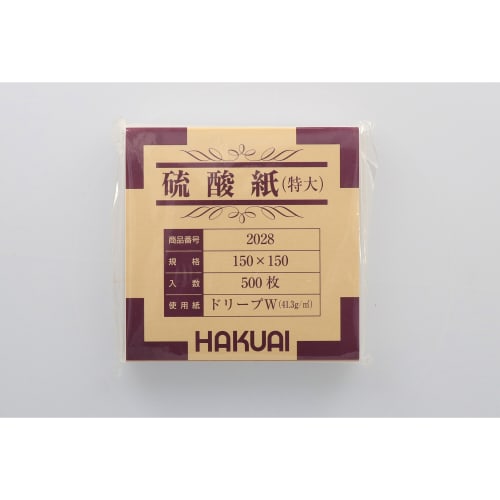 硫酸紙(特大)
商品番号 2028
規格 150×150
入数 500枚
使用紙 ドリープW(41.3g/㎡)
HAKUAI